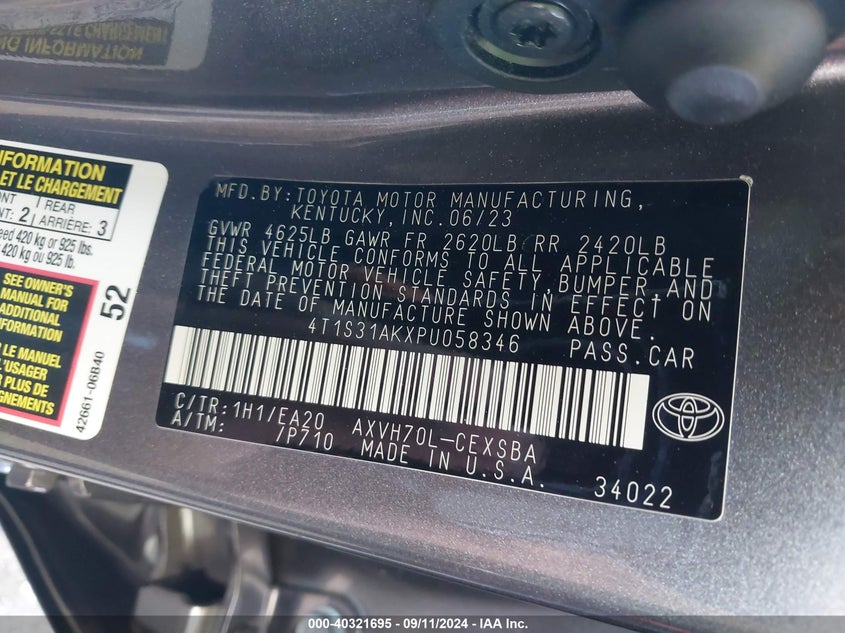 ING INFORMATION
INFORMATION
ET LE CHARGEMENT
REAR
2 ARRIÈRE: 3
420 kg or 925 lbs.
420 kg ou 925 lb.
SEE OWNER'S
MANUAL FOR
ADDITIONAL
INFORMATION
LE MANUEL
L'USAGER
PLUS DE
52
42661-06B40
MFD. BY: TOYOTA MOTOR MANUFACTURING,
KENTUCKY, INC. 06/23
GVWR 4625LB GAWR FR 2620LB RR 2420LB
THIS VEHICLE CONFORMS TO ALL APPLICABLE
FEDERAL MOTOR VEHICLE SAFETY, BUMPER, AND
THEFT PREVENTION STANDARDS IN EFFECT ON
THE DATE OF MANUFACTURE SHOWN ABOVE.
4T1S31AKXPU058346 PASS. CAR
C/TR: 1H1/EA20 AXVH70L-CEXSBA
A/TM: /P710 MADE IN U.S.A.
34022
000-40321695 - 09/11/2024 - IAA Inc.